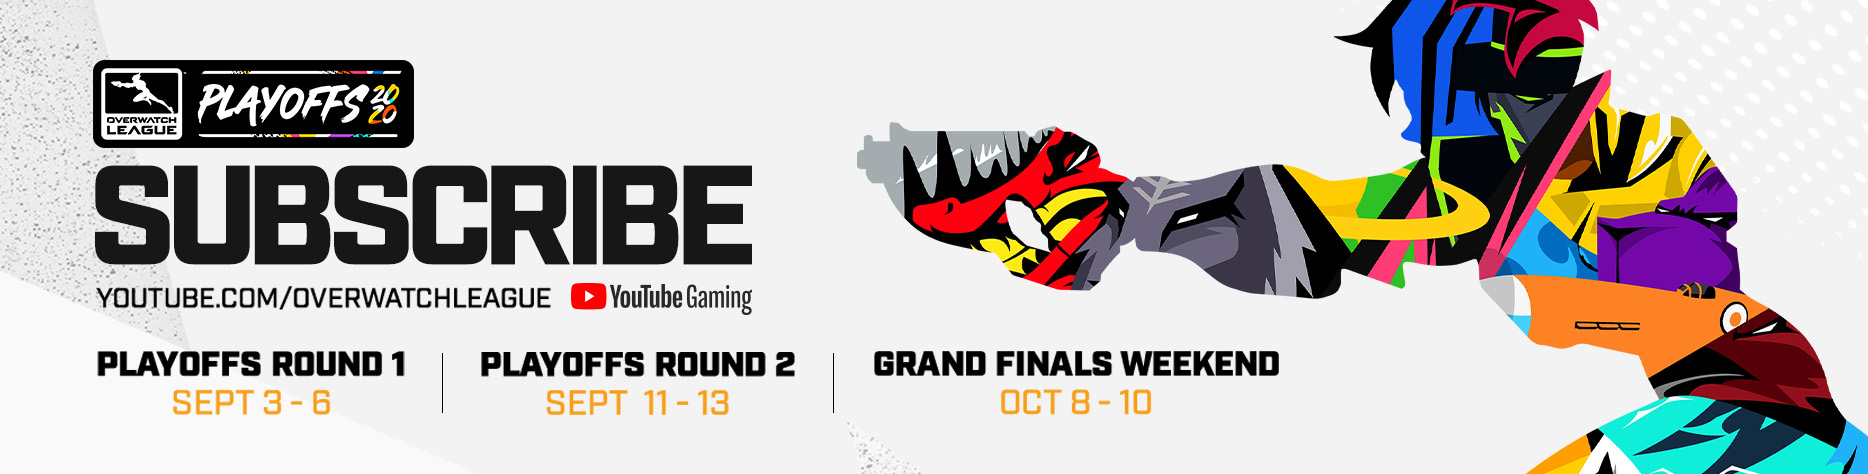 OVERWATCH
LEAGUE
PLAYOFFS 2020
SUBSCRIBE
YOUTUBE.COM/OVERWATCHLEAGUE YouTube Gaming
PLAYOFFS ROUND 1
SEPT 3 - 6
PLAYOFFS ROUND 2
SEPT 11 - 13
GRAND FINALS WEEKEND
OCT 8 - 10